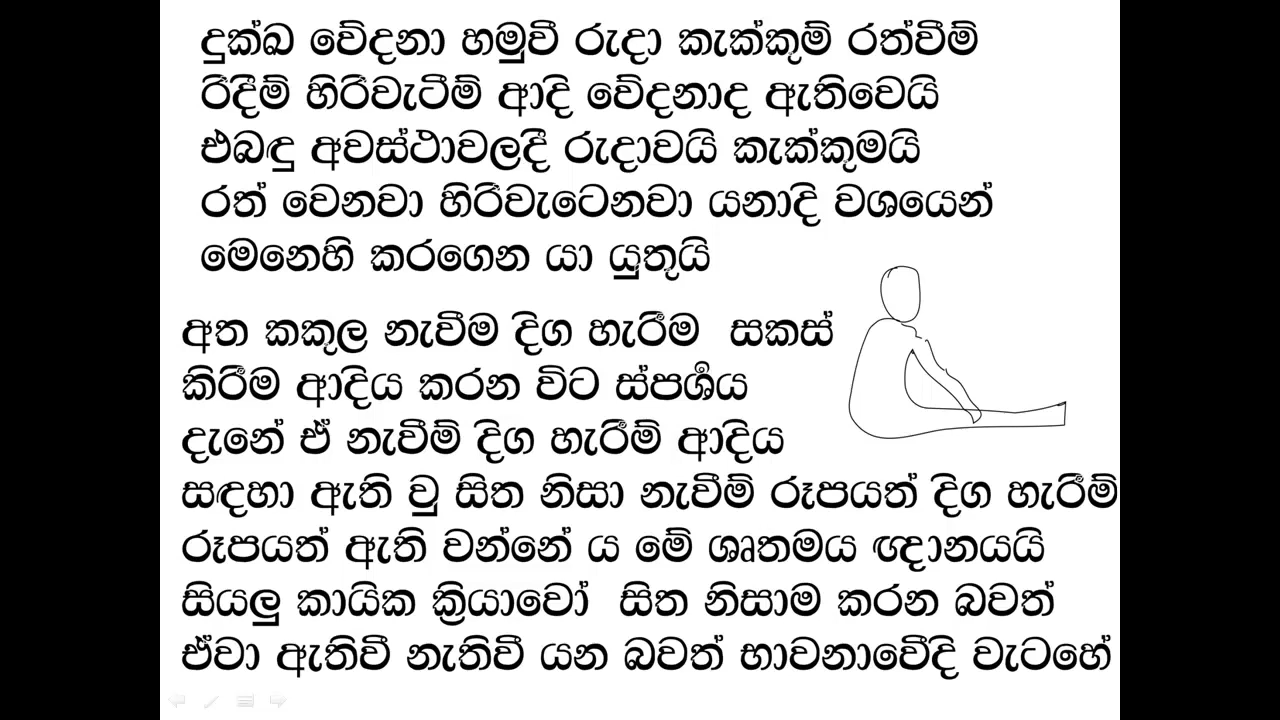 දුක්ඛ වේදනා හමුවී රුදා කැක්කුම් රත්වීම්
රිදීම් හිරිවැටීම් ආදි වේදනාද ඇතිවෙයි
එබඳු අවස්ථාවලදී රුදාවයි කැක්කුමයි
රත් වෙනවා හිරිවැටෙනවා යනාදි වශයෙන්
මෙනෙහි කරගෙන යා යුතුයි
අත කකුල නැවීම දිග හැරීම සකස්
කිරීම ආදිය කරන විට ස්පර්ශය
දැනේ ඒ නැවීම් දිග හැරීම් ආදිය
සඳහා ඇති වු සිත නිසා නැවීම් රූපයත් දිග හැරීම්
රූපයත් ඇති වන්නේ ය මේ ශෘතමය ඥානයයි
සියලු කායික ක්‍රියාවෝ සිත නිසාම කරන බවත්
ඒවා ඇතිවී නැතිවී යන බවත් භාවනාවේදි වැටහේ